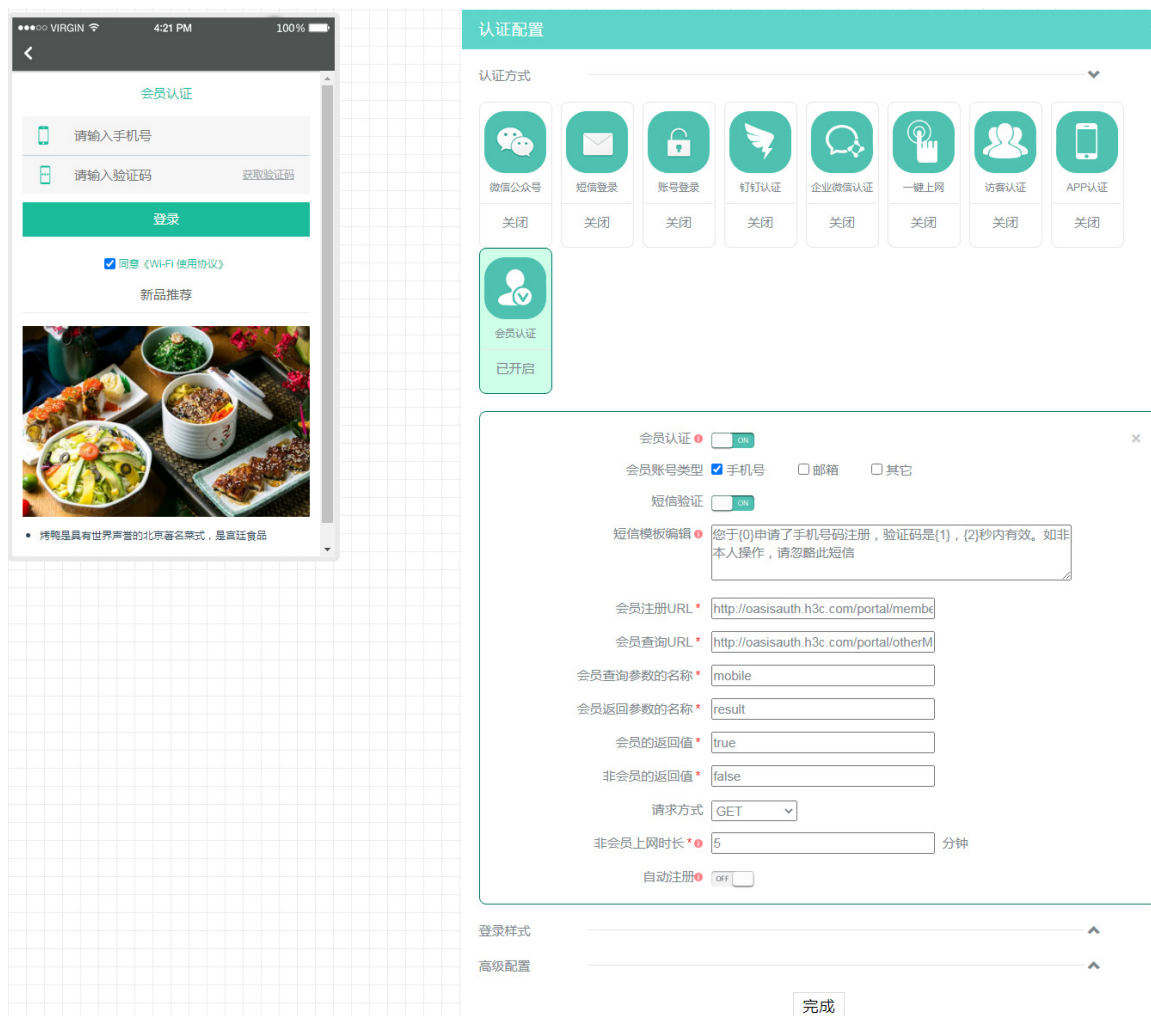 ●●●○○ VIRGIN 4:21 PM 100%
会员认证
请输入手机号
请输入验证码 获取验证码
登录
同意《Wi-Fi 使用协议》
新品推荐
• 烤鸭是具有世界声誉的北京著名菜式，是宫廷食品
认证配置
认证方式
微信公众号 短信登录 账号登录 钉钉认证 企业微信认证 一键上网 访客认证 APP认证
关闭 关闭 关闭 关闭 关闭 关闭 关闭 关闭
会员认证
已开启
会员认证 ON ×
会员账号类型 手机号 邮箱 其它
短信验证 ON
短信模板编辑 您于{0}申请了手机号码注册，验证码是{1}，{2}秒内有效。如非
本人操作，请忽略此短信
会员注册URL * http://oasisauth.h3c.com/portal/membe
会员查询URL * http://oasisauth.h3c.com/portal/otherM
会员查询参数的名称 * mobile
会员返回参数的名称 * result
会员的返回值 * true
非会员的返回值 * false
请求方式 GET
非会员上网时长 * 5 分钟
自动注册 OFF
登录样式
高级配置
完成